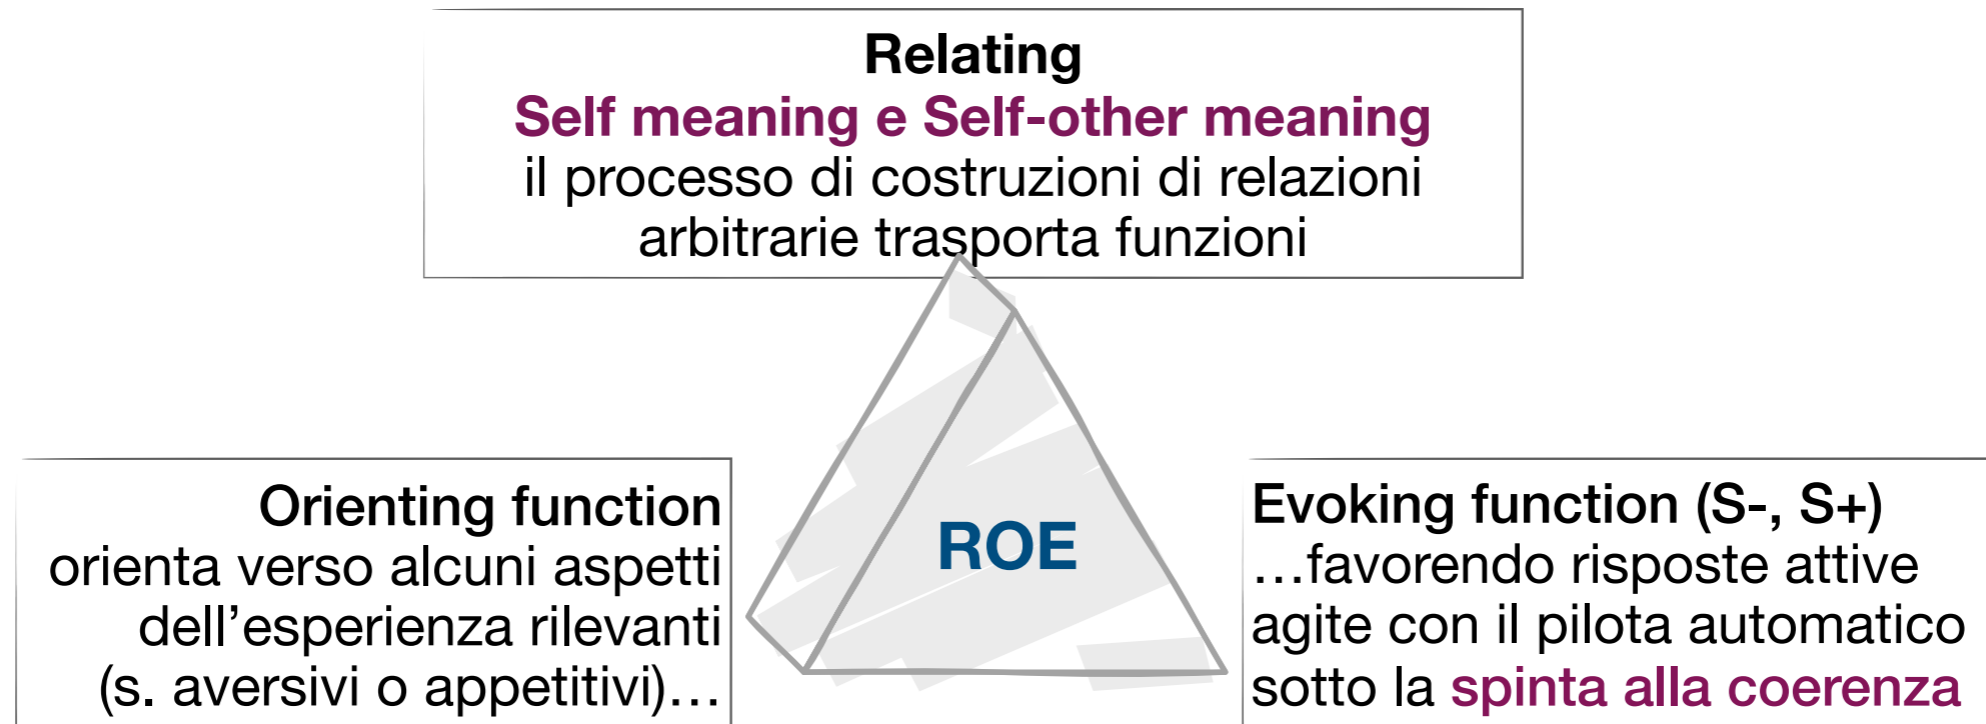 Relating
Self meaning e Self-other meaning
il processo di costruzioni di relazioni
arbitrarie trasporta funzioni
Orienting function
orienta verso alcuni aspetti
dell’esperienza rilevanti
(s. aversivi o appetitivi)…
ROE
Evoking function (S-, S+)
…favorendo risposte attive
agite con il pilota automatico
sotto la spinta alla coerenza